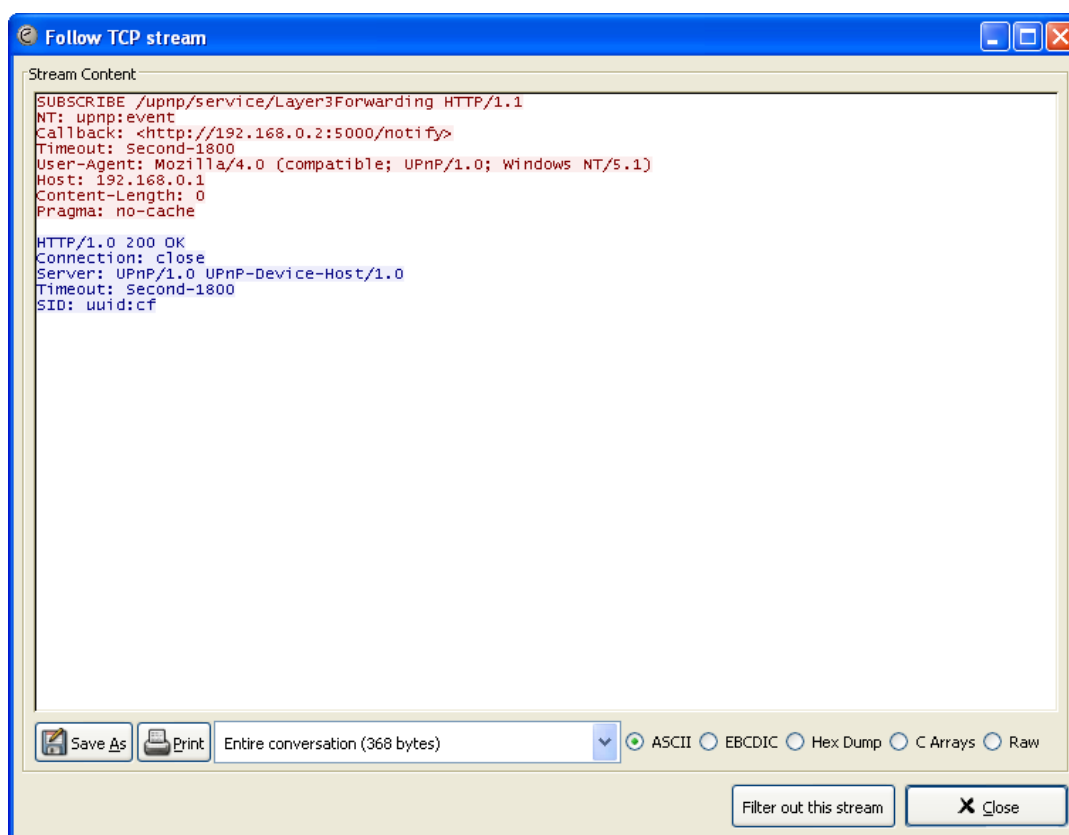 Follow TCP stream
Stream Content
SUBSCRIBE /upnp/service/Layer3Forwarding HTTP/1.1
NT: upnp:event
Callback: <http://192.168.0.2:5000/notify>
Timeout: Second-1800
User-Agent: Mozilla/4.0 (compatible; UPnP/1.0; Windows NT/5.1)
Host: 192.168.0.1
Content-Length: 0
Pragma: no-cache

HTTP/1.0 200 OK
Connection: close
Server: UPnP/1.0 UPnP-Device-Host/1.0
Timeout: Second-1800
SID: uuid:cf
Save As Print Entire conversation (368 bytes) ASCII EBCDIC Hex Dump C Arrays Raw
Filter out this stream Close